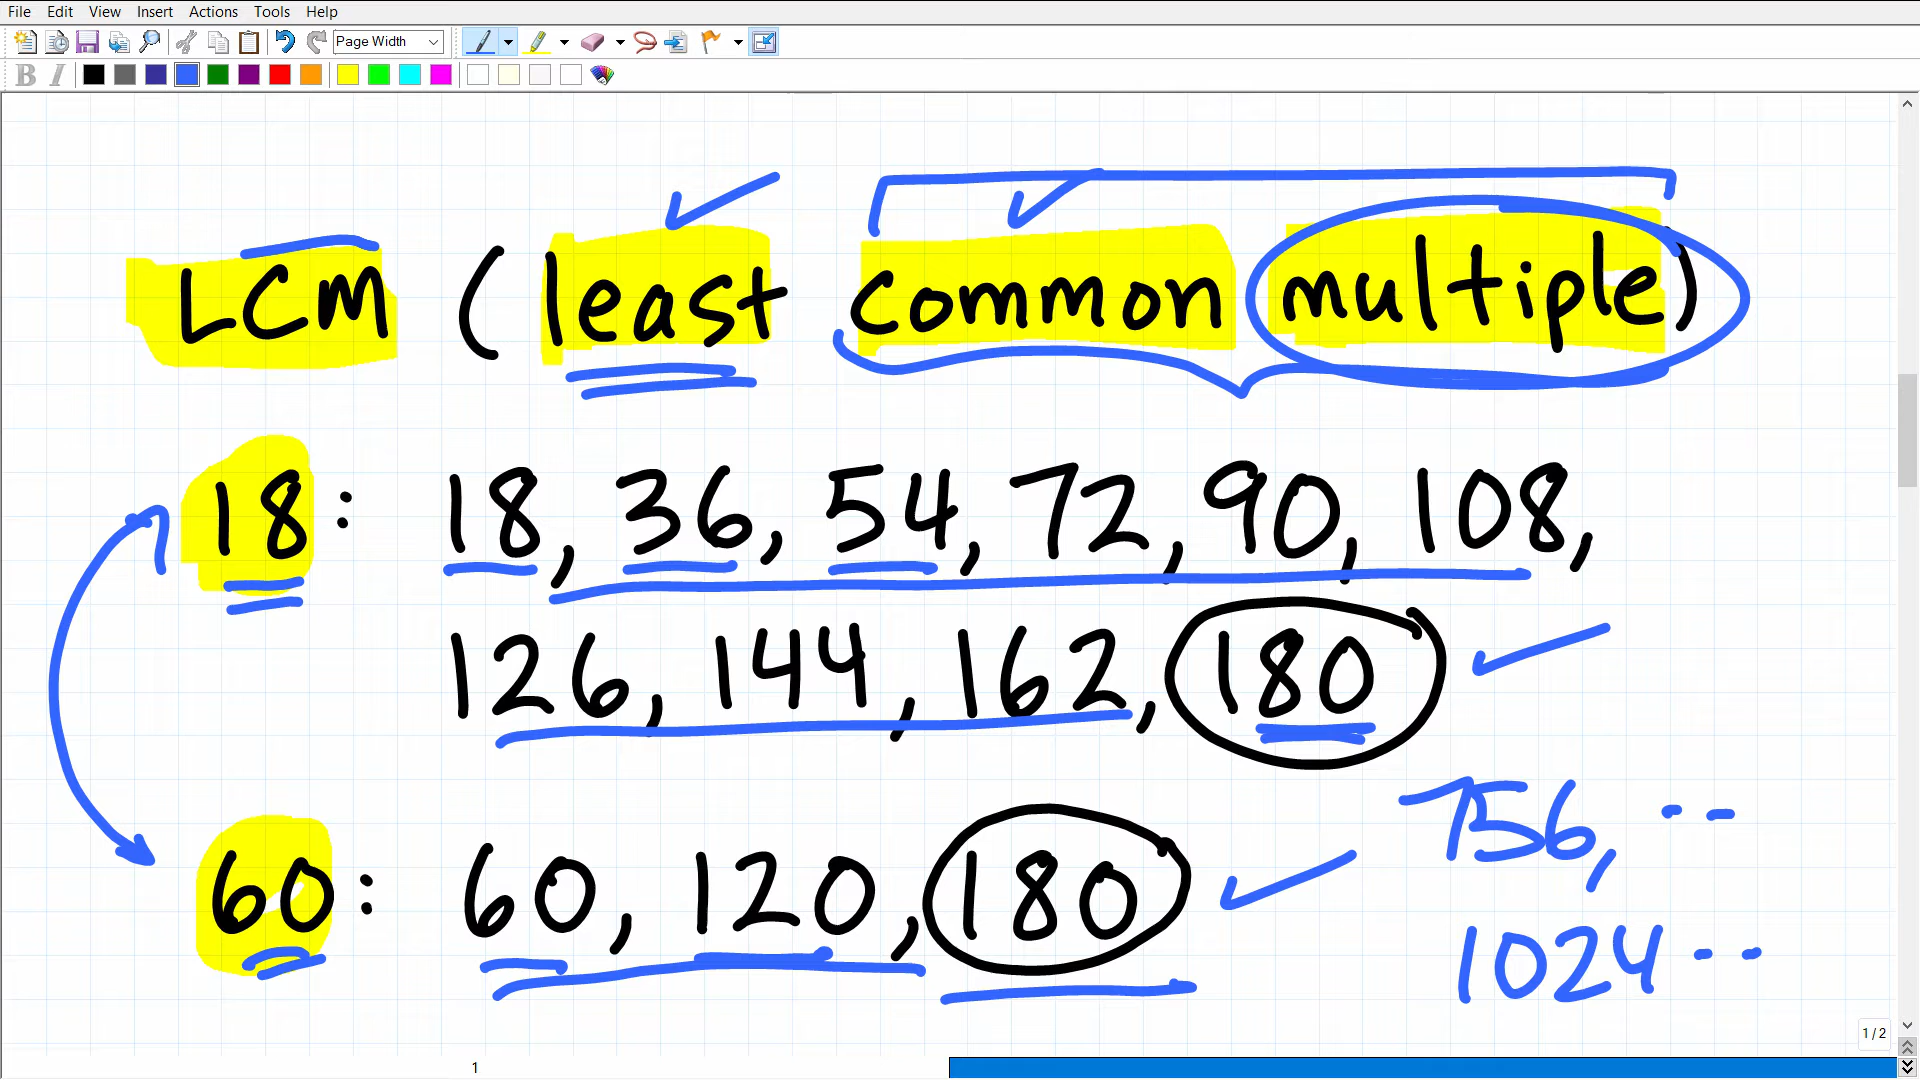 File Edit View Insert Actions Tools Help
Page Width
B I
LCM (least common multiple)
18: 18, 36, 54, 72, 90, 108,
126, 144, 162, 180
756, --
60: 60, 120, 180
1024 --
1/2
1